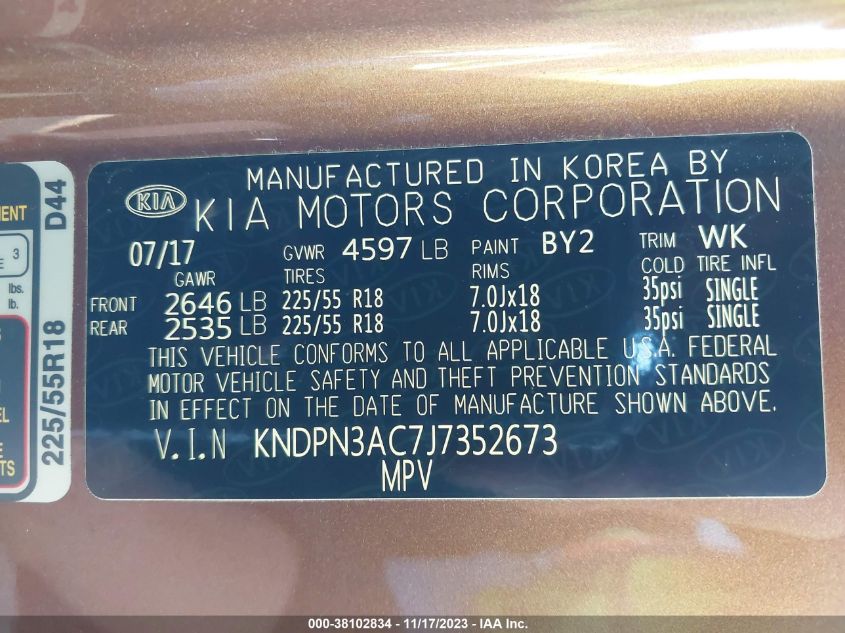 MANUFACTURED IN KOREA BY
KIA KIA MOTORS CORPORATION
07/17 GVWR 4597 LB PAINT BY2 TRIM WK
GAWR TIRES RIMS COLD TIRE INFL
FRONT 2646 LB 225/55 R18 7.0Jx18 35psi SINGLE
REAR 2535 LB 225/55 R18 7.0Jx18 35psi SINGLE
THIS VEHICLE CONFORMS TO ALL APPLICABLE U.S.A. FEDERAL
MOTOR VEHICLE SAFETY AND THEFT PREVENTION STANDARDS
IN EFFECT ON THE DATE OF MANUFACTURE SHOWN ABOVE.
V.I.N KNDPN3AC7J7352673
MPV
225/55R18 D44
3
lbs.
lb.
000-38102834 - 11/17/2023 - IAA Inc.